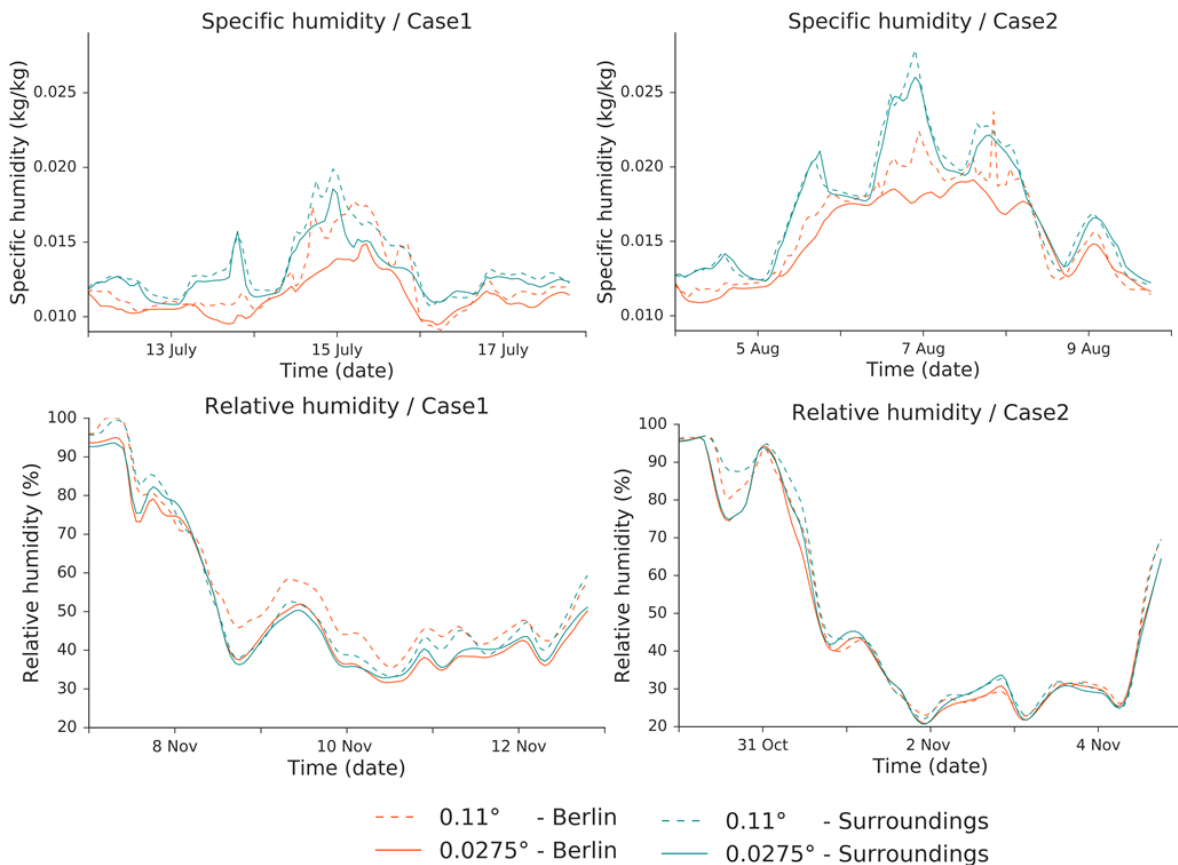 Specific humidity / Case1
Specific humidity (kg/kg)
0.025
0.020
0.015
0.010
13 July
15 July
17 July
Time (date)
Specific humidity / Case2
Specific humidity (kg/kg)
0.025
0.020
0.015
0.010
5 Aug
7 Aug
9 Aug
Time (date)
Relative humidity / Case1
Relative humidity (%)
100
90
80
70
60
50
40
30
20
8 Nov
10 Nov
12 Nov
Time (date)
Relative humidity / Case2
Relative humidity (%)
100
90
80
70
60
50
40
30
20
31 Oct
2 Nov
4 Nov
Time (date)
0.11° - Berlin
0.0275° - Berlin
0.11° - Surroundings
0.0275° - Surroundings